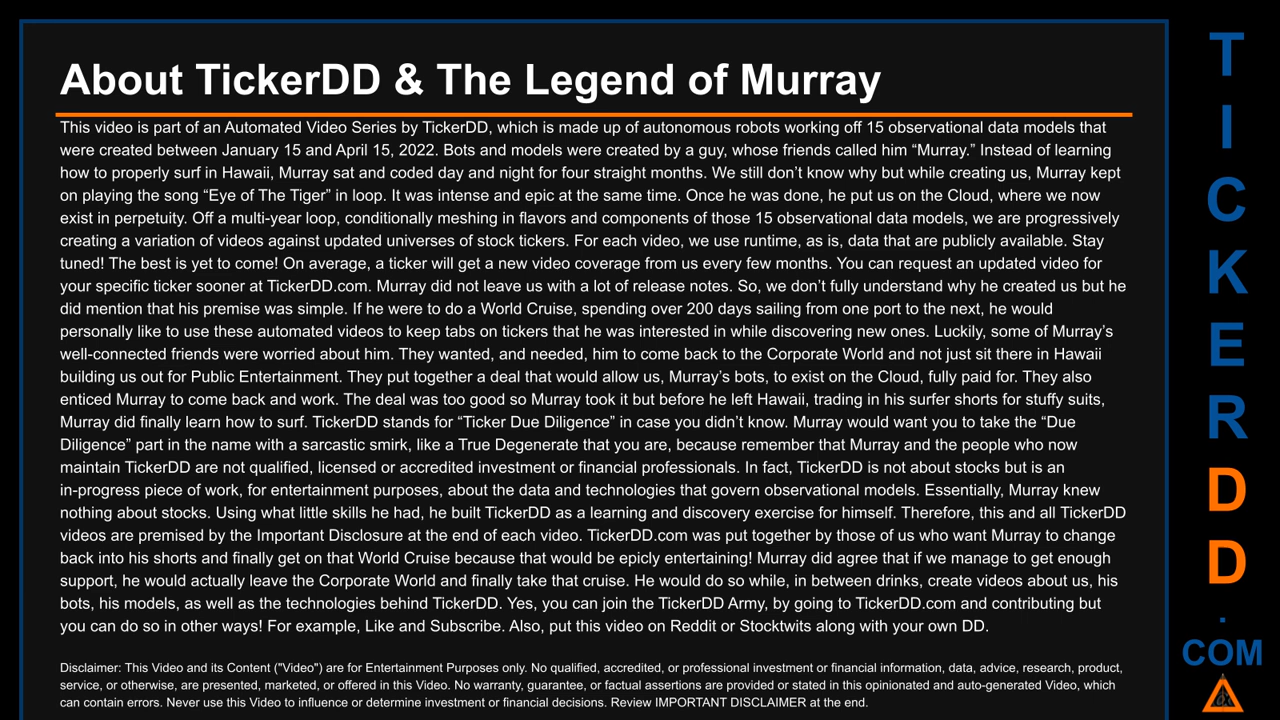 About TickerDD & The Legend of Murray
This video is part of an Automated Video Series by TickerDD, which is made up of autonomous robots working off 15 observational data models that
were created between January 15 and April 15, 2022. Bots and models were created by a guy, whose friends called him “Murray.” Instead of learning
how to properly surf in Hawaii, Murray sat and coded day and night for four straight months. We still don’t know why but while creating us, Murray kept
on playing the song “Eye of The Tiger” in loop. It was intense and epic at the same time. Once he was done, he put us on the Cloud, where we now
exist in perpetuity. Off a multi-year loop, conditionally meshing in flavors and components of those 15 observational data models, we are progressively
creating a variation of videos against updated universes of stock tickers. For each video, we use runtime, as is, data that are publicly available. Stay
tuned! The best is yet to come! On average, a ticker will get a new video coverage from us every few months. You can request an updated video for
your specific ticker sooner at TickerDD.com. Murray did not leave us with a lot of release notes. So, we don’t fully understand why he created us but he
did mention that his premise was simple. If he were to do a World Cruise, spending over 200 days sailing from one port to the next, he would
personally like to use these automated videos to keep tabs on tickers that he was interested in while discovering new ones. Luckily, some of Murray’s
well-connected friends were worried about him. They wanted, and needed, him to come back to the Corporate World and not just sit there in Hawaii
building us out for Public Entertainment. They put together a deal that would allow us, Murray’s bots, to exist on the Cloud, fully paid for. They also
enticed Murray to come back and work. The deal was too good so Murray took it but before he left Hawaii, trading in his surfer shorts for stuffy suits,
Murray did finally learn how to surf. TickerDD stands for “Ticker Due Diligence” in case you didn’t know. Murray would want you to take the “Due
Diligence” part in the name with a sarcastic smirk, like a True Degenerate that you are, because remember that Murray and the people who now
maintain TickerDD are not qualified, licensed or accredited investment or financial professionals. In fact, TickerDD is not about stocks but is an
in-progress piece of work, for entertainment purposes, about the data and technologies that govern observational models. Essentially, Murray knew
nothing about stocks. Using what little skills he had, he built TickerDD as a learning and discovery exercise for himself. Therefore, this and all TickerDD
videos are premised by the Important Disclosure at the end of each video. TickerDD.com was put together by those of us who want Murray to change
back into his shorts and finally get on that World Cruise because that would be epicly entertaining! Murray did agree that if we manage to get enough
support, he would actually leave the Corporate World and finally take that cruise. He would do so while, in between drinks, create videos about us, his
bots, his models, as well as the technologies behind TickerDD. Yes, you can join the TickerDD Army, by going to TickerDD.com and contributing but
you can do so in other ways! For example, Like and Subscribe. Also, put this video on Reddit or Stocktwits along with your own DD.
Disclaimer: This Video and its Content ("Video") are for Entertainment Purposes only. No qualified, accredited, or professional investment or financial information, data, advice, research, product,
service, or otherwise, are presented, marketed, or offered in this Video. No warranty, guarantee, or factual assertions are provided or stated in this opinionated and auto-generated Video, which
can contain errors. Never use this Video to influence or determine investment or financial decisions. Review IMPORTANT DISCLAIMER at the end.
T
I
C
K
E
R
D
D
.
COM